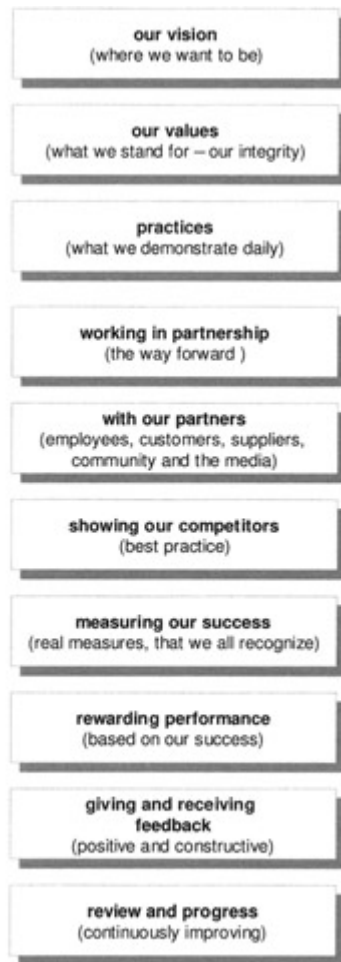 our vision
(where we want to be)
our values
(what we stand for – our integrity)
practices
(what we demonstrate daily)
working in partnership
(the way forward )
with our partners
(employees, customers, suppliers,
community and the media)
showing our competitors
(best practice)
measuring our success
(real measures, that we all recognize)
rewarding performance
(based on our success)
giving and receiving
feedback
(positive and constructive)
review and progress
(continuously improving)